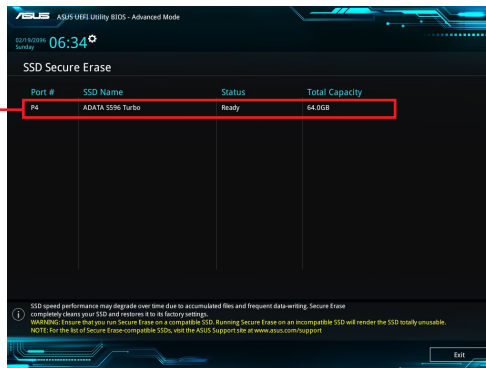 ASUS ASUS UEFI Utility BIOS - Advanced Mode
02/19/2096
Sunday
06:34
SSD Secure Erase
Port # SSD Name Status Total Capacity
P4 ADATA S596 Turbo Ready 64.0GB
SSD speed performance may degrade over time due to accumulated files and frequent data-writing. Secure Erase
completely cleans your SSD and restores it to its factory settings.
WARNING: Ensure that you run Secure Erase on a compatible SSD. Running Secure Erase on an incompatible SSD will render the SSD totally unusable.
NOTE: For the list of Secure Erase-compatible SSDs, visit the ASUS Support site at www.asus.com/support
Exit